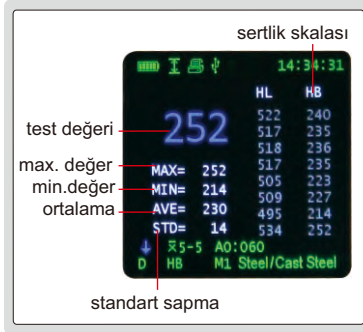 sertlik skalası
14:34:31
HL HB
522 240
517 235
518 236
517 235
505 223
509 227
495 214
534 252
test değeri
252
max. değer
MAX= 252
min.değer
MIN= 214
ortalama
AVE= 230
STD= 14
x̄5-5 A0:060
D HB M1 Steel/Cast Steel
standart sapma